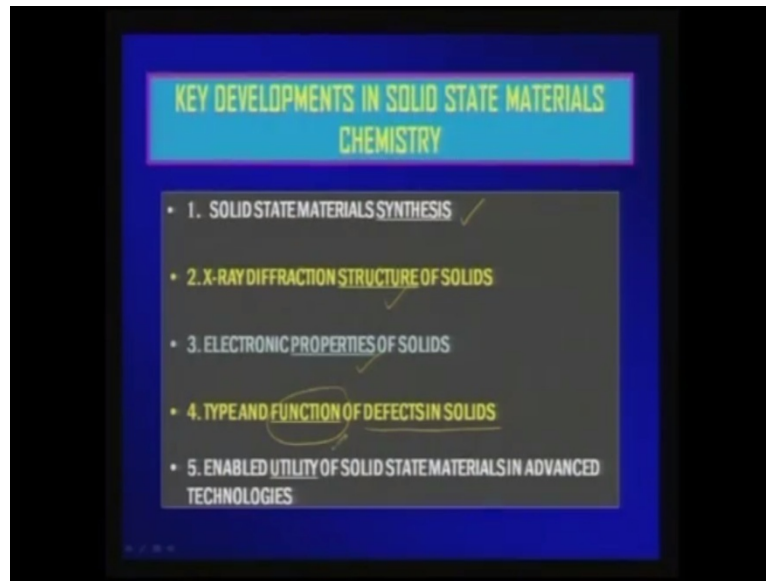 KEY DEVELOPMENTS IN SOLID STATE MATERIALS
CHEMISTRY
• 1. SOLID STATE MATERIALS SYNTHESIS
• 2. X-RAY DIFFRACTION STRUCTURE OF SOLIDS
• 3. ELECTRONIC PROPERTIES OF SOLIDS
• 4. TYPE AND FUNCTION OF DEFECTS IN SOLIDS
• 5. ENABLED UTILITY OF SOLID STATE MATERIALS IN ADVANCED
TECHNOLOGIES